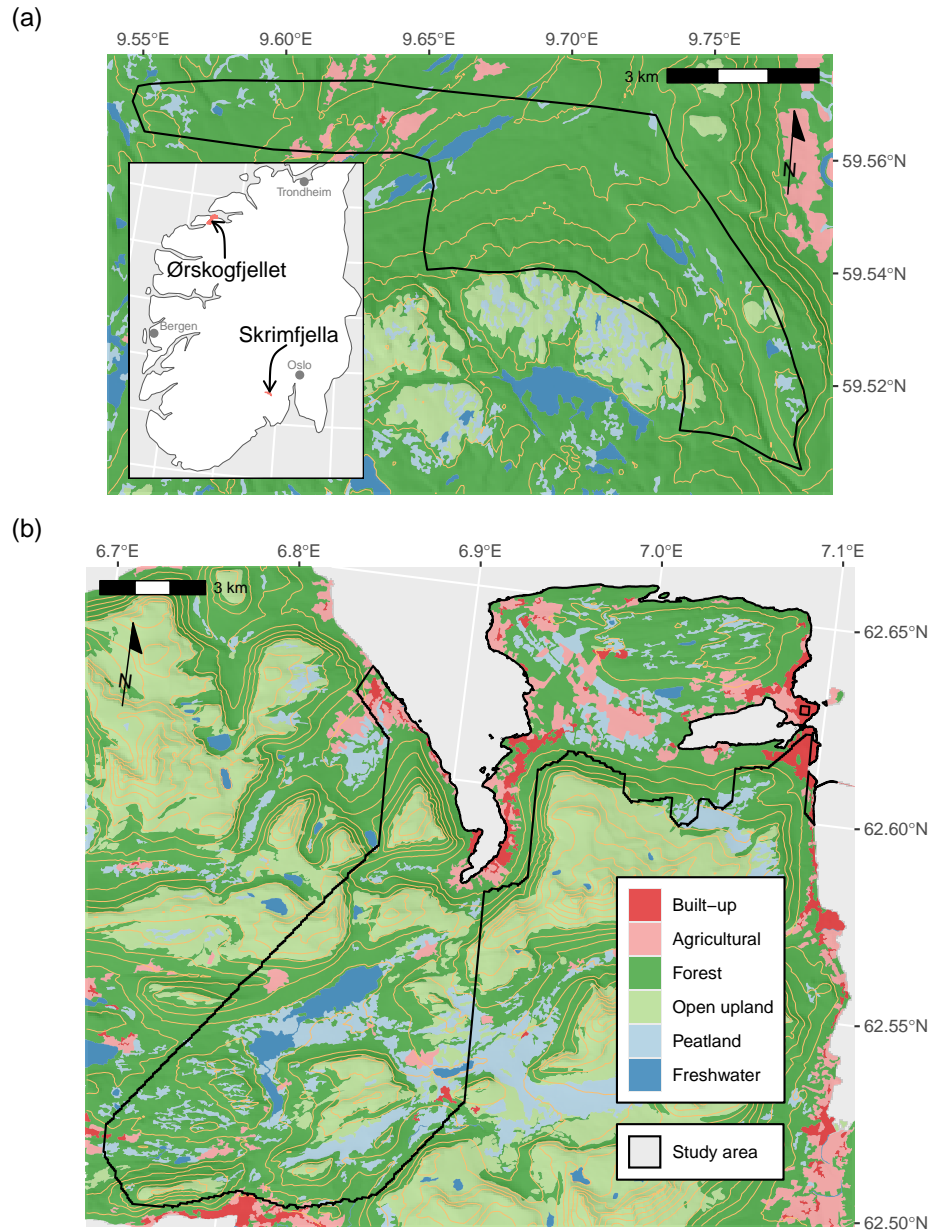 (a)
9.55°E 9.60°E 9.65°E 9.70°E 9.75°E
3 km
N
59.56°N
59.54°N
59.52°N
Trondheim
Ørskogfjellet
Bergen
Skrimfjella
Oslo
(b)
6.7°E 6.8°E 6.9°E 7.0°E 7.1°E
3 km
N
62.65°N
62.60°N
62.55°N
62.50°N
Built−up
Agricultural
Forest
Open upland
Peatland
Freshwater
Study area